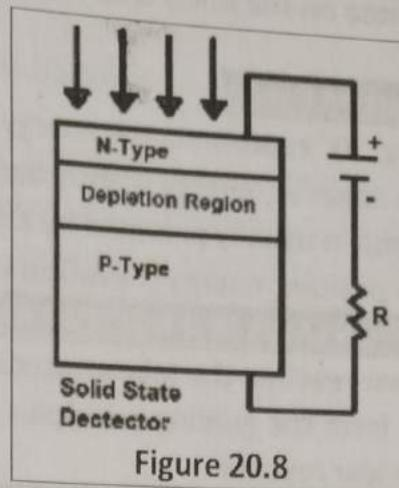 N-Type
Depletion Region
P-Type
+
-
R
Solid State
Dectector
Figure 20.8